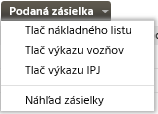 Podaná zásielka
Tlač nákladného listu
Tlač výkazu vozňov
Tlač výkazu IPJ
Náhľad zásielky